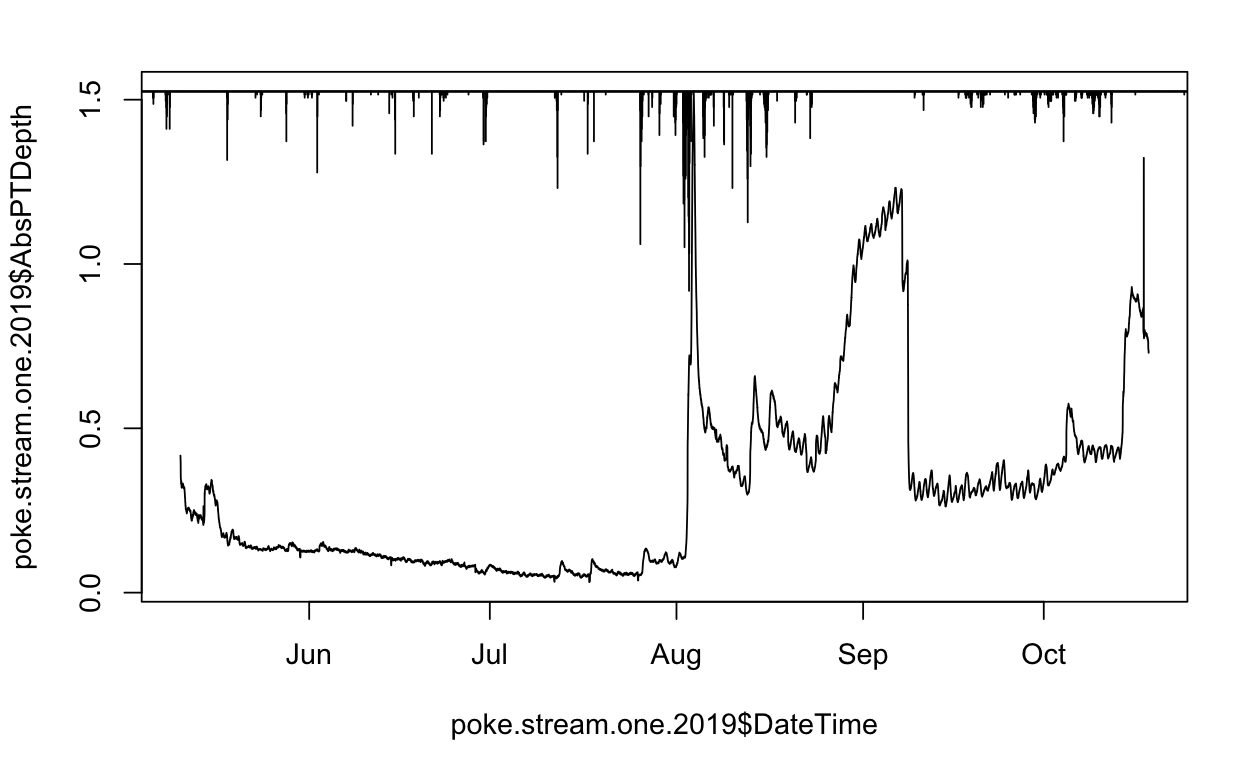 poke.stream.one.2019$AbsPTDepth
1.5
1.0
0.5
0.0
Jun Jul Aug Sep Oct
poke.stream.one.2019$DateTime